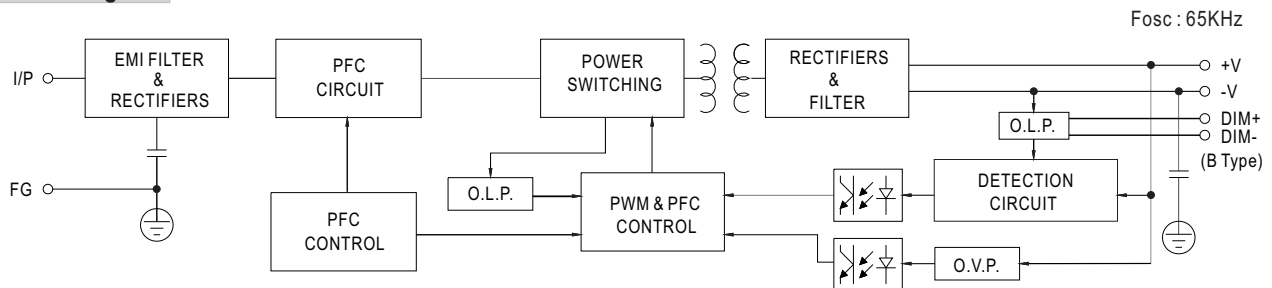 Fosc : 65KHz
I/P
EMI FILTER
&
RECTIFIERS
PFC
CIRCUIT
POWER
SWITCHING
RECTIFIERS
&
FILTER
+V
-V
DIM+
DIM-
(B Type)
O.L.P.
FG
O.L.P.
PFC
CONTROL
PWM & PFC
CONTROL
DETECTION
CIRCUIT
O.V.P.